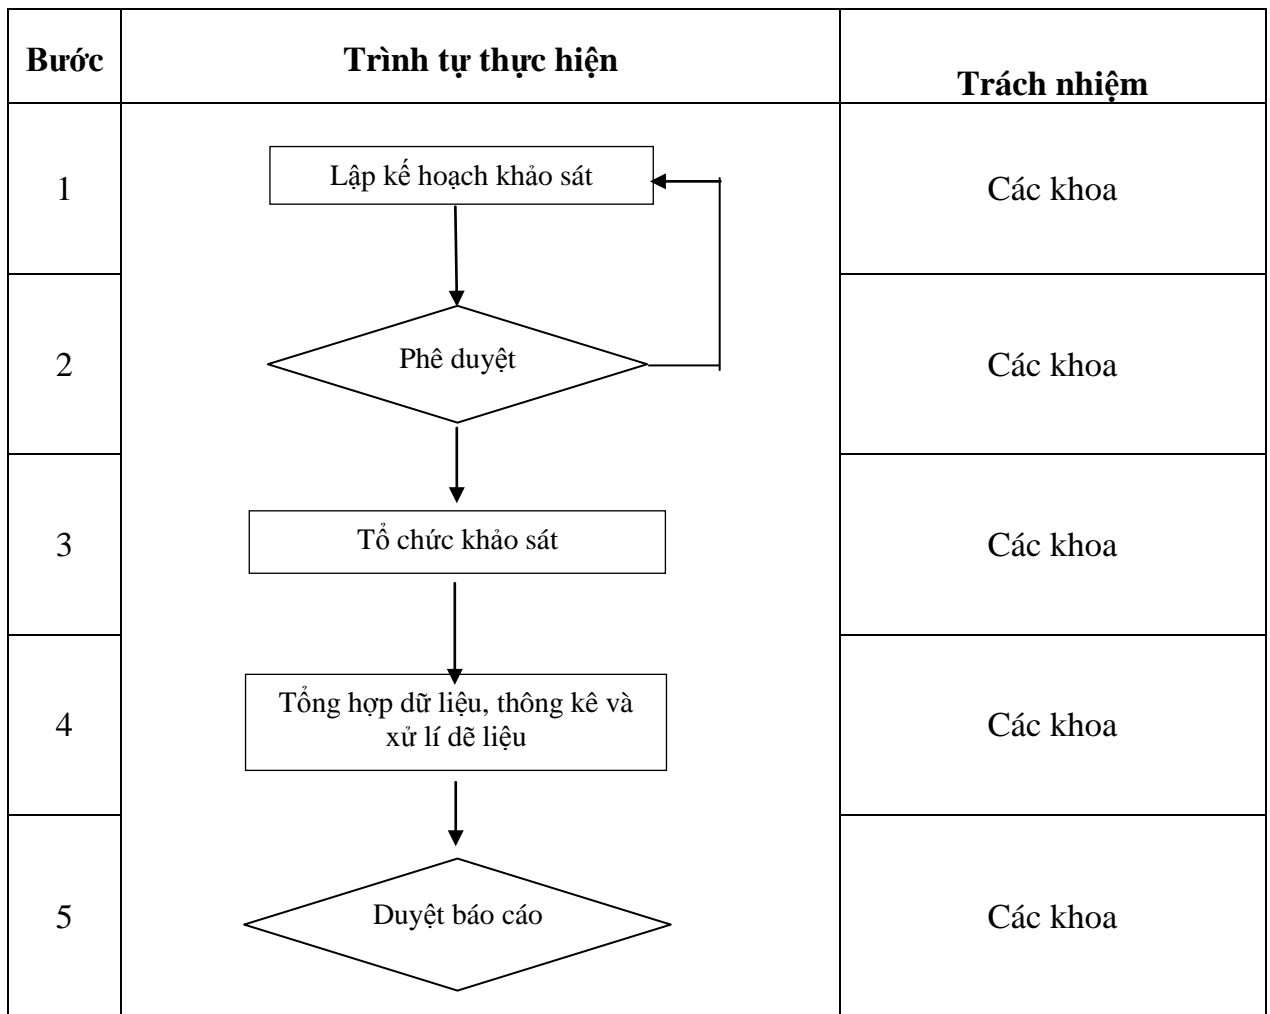 Bước
Trình tự thực hiện
Trách nhiệm
1
Lập kế hoạch khảo sát
Các khoa
2
Phê duyệt
Các khoa
3
Tổ chức khảo sát
Các khoa
4
Tổng hợp dữ liệu, thông kê và
xử lí dẽ liệu
Các khoa
5
Duyệt báo cáo
Các khoa